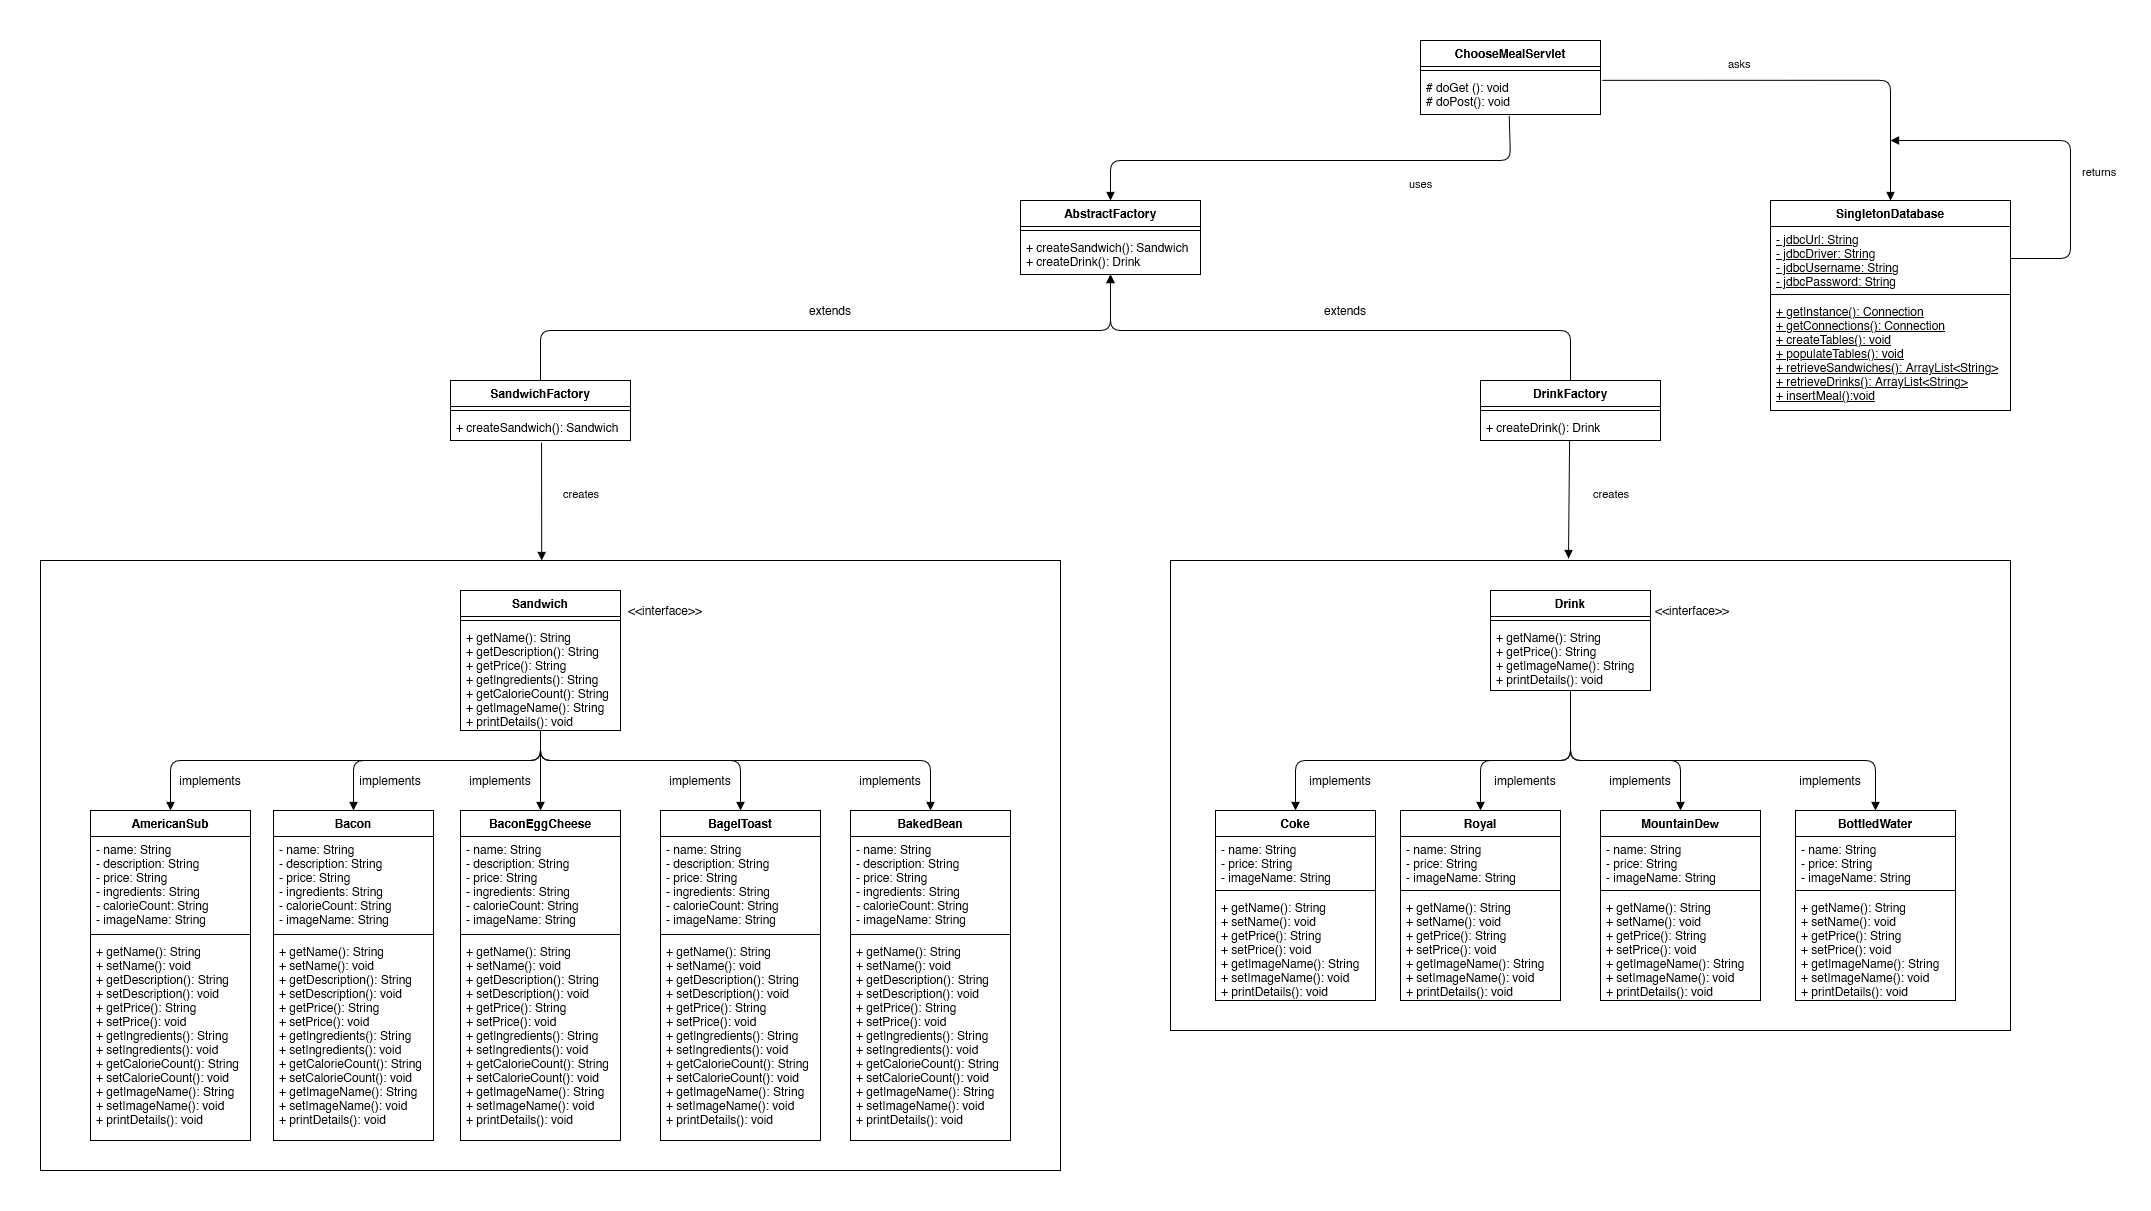 ChooseMealServlet
# doGet (): void
# doPost(): void
asks
returns
uses
AbstractFactory
+ createSandwich(): Sandwich
+ createDrink(): Drink
SingletonDatabase
- jdbcUrl: String
- jdbcDriver: String
- jdbcUsername: String
- jdbcPassword: String
+ getInstance(): Connection
+ getConnections(): Connection
+ createTables(): void
+ populateTables(): void
+ retrieveSandwiches(): ArrayList<String>
+ retrieveDrinks(): ArrayList<String>
+ insertMeal():void
extends
extends
SandwichFactory
+ createSandwich(): Sandwich
DrinkFactory
+ createDrink(): Drink
creates
creates
Sandwich
<<interface>>
+ getName(): String
+ getDescription(): String
+ getPrice(): String
+ getIngredients(): String
+ getCalorieCount(): String
+ getImageName(): String
+ printDetails(): void
implements
implements
implements
implements
implements
AmericanSub
- name: String
- description: String
- price: String
- ingredients: String
- calorieCount: String
- imageName: String
+ getName(): String
+ setName(): void
+ getDescription(): String
+ setDescription(): void
+ getPrice(): String
+ setPrice(): void
+ getIngredients(): String
+ setIngredients(): void
+ getCalorieCount(): String
+ setCalorieCount(): void
+ getImageName(): String
+ setImageName(): void
+ printDetails(): void
Bacon
- name: String
- description: String
- price: String
- ingredients: String
- calorieCount: String
- imageName: String
+ getName(): String
+ setName(): void
+ getDescription(): String
+ setDescription(): void
+ getPrice(): String
+ setPrice(): void
+ getIngredients(): String
+ setIngredients(): void
+ getCalorieCount(): String
+ setCalorieCount(): void
+ getImageName(): String
+ setImageName(): void
+ printDetails(): void
BaconEggCheese
- name: String
- description: String
- price: String
- ingredients: String
- calorieCount: String
- imageName: String
+ getName(): String
+ setName(): void
+ getDescription(): String
+ setDescription(): void
+ getPrice(): String
+ setPrice(): void
+ getIngredients(): String
+ setIngredients(): void
+ getCalorieCount(): String
+ setCalorieCount(): void
+ getImageName(): String
+ setImageName(): void
+ printDetails(): void
BagelToast
- name: String
- description: String
- price: String
- ingredients: String
- calorieCount: String
- imageName: String
+ getName(): String
+ setName(): void
+ getDescription(): String
+ setDescription(): void
+ getPrice(): String
+ setPrice(): void
+ getIngredients(): String
+ setIngredients(): void
+ getCalorieCount(): String
+ setCalorieCount(): void
+ getImageName(): String
+ setImageName(): void
+ printDetails(): void
BakedBean
- name: String
- description: String
- price: String
- ingredients: String
- calorieCount: String
- imageName: String
+ getName(): String
+ setName(): void
+ getDescription(): String
+ setDescription(): void
+ getPrice(): String
+ setPrice(): void
+ getIngredients(): String
+ setIngredients(): void
+ getCalorieCount(): String
+ setCalorieCount(): void
+ getImageName(): String
+ setImageName(): void
+ printDetails(): void
Drink
<<interface>>
+ getName(): String
+ getPrice(): String
+ getImageName(): String
+ printDetails(): void
implements
implements
implements
implements
Coke
- name: String
- price: String
- imageName: String
+ getName(): String
+ setName(): void
+ getPrice(): String
+ setPrice(): void
+ getImageName(): String
+ setImageName(): void
+ printDetails(): void
Royal
- name: String
- price: String
- imageName: String
+ getName(): String
+ setName(): void
+ getPrice(): String
+ setPrice(): void
+ getImageName(): String
+ setImageName(): void
+ printDetails(): void
MountainDew
- name: String
- price: String
- imageName: String
+ getName(): String
+ setName(): void
+ getPrice(): String
+ setPrice(): void
+ getImageName(): String
+ setImageName(): void
+ printDetails(): void
BottledWater
- name: String
- price: String
- imageName: String
+ getName(): String
+ setName(): void
+ getPrice(): String
+ setPrice(): void
+ getImageName(): String
+ setImageName(): void
+ printDetails(): void